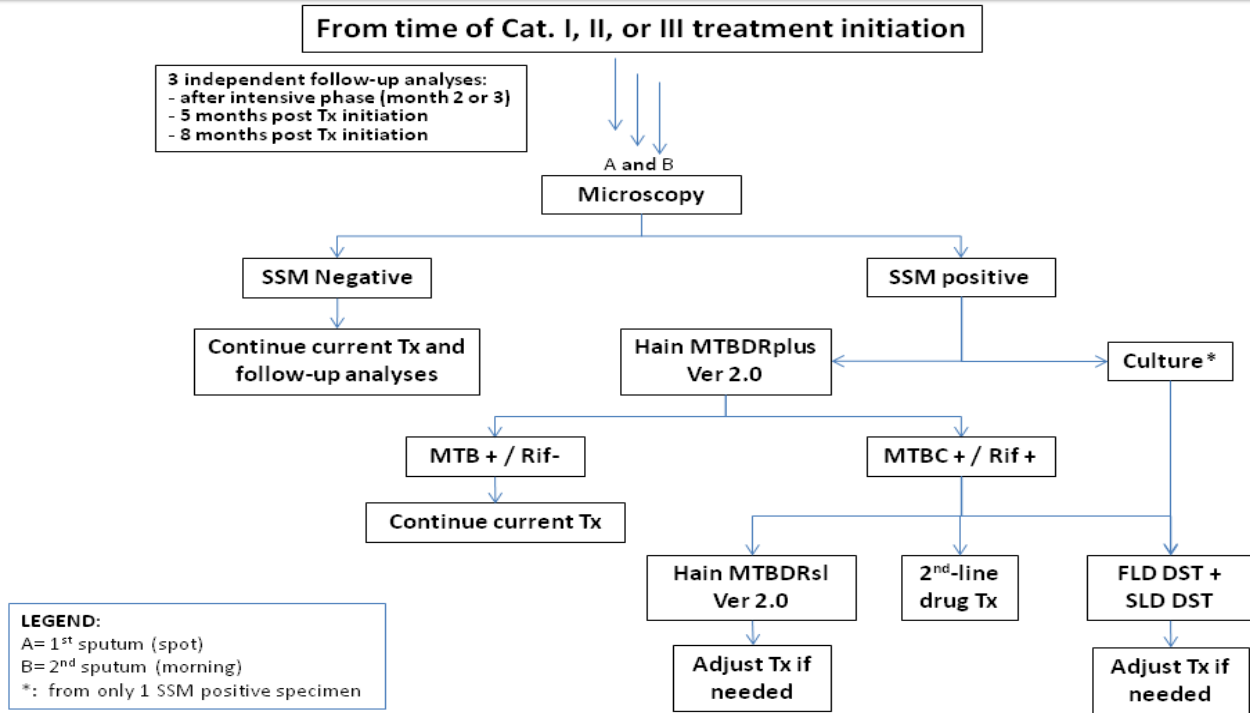 From time of Cat. I, II, or III treatment initiation
3 independent follow-up analyses:
- after intensive phase (month 2 or 3)
- 5 months post Tx initiation
- 8 months post Tx initiation
A and B
Microscopy
SSM Negative
SSM positive
Continue current Tx and
follow-up analyses
Hain MTBDRplus
Ver 2.0
Culture*
MTB + / Rif-
MTBC + / Rif +
Continue current Tx
Hain MTBDRsl
Ver 2.0
2nd-line
drug Tx
FLD DST +
SLD DST
Adjust Tx if
needed
Adjust Tx if
needed
LEGEND:
A= 1st sputum (spot)
B= 2nd sputum (morning)
*: from only 1 SSM positive specimen